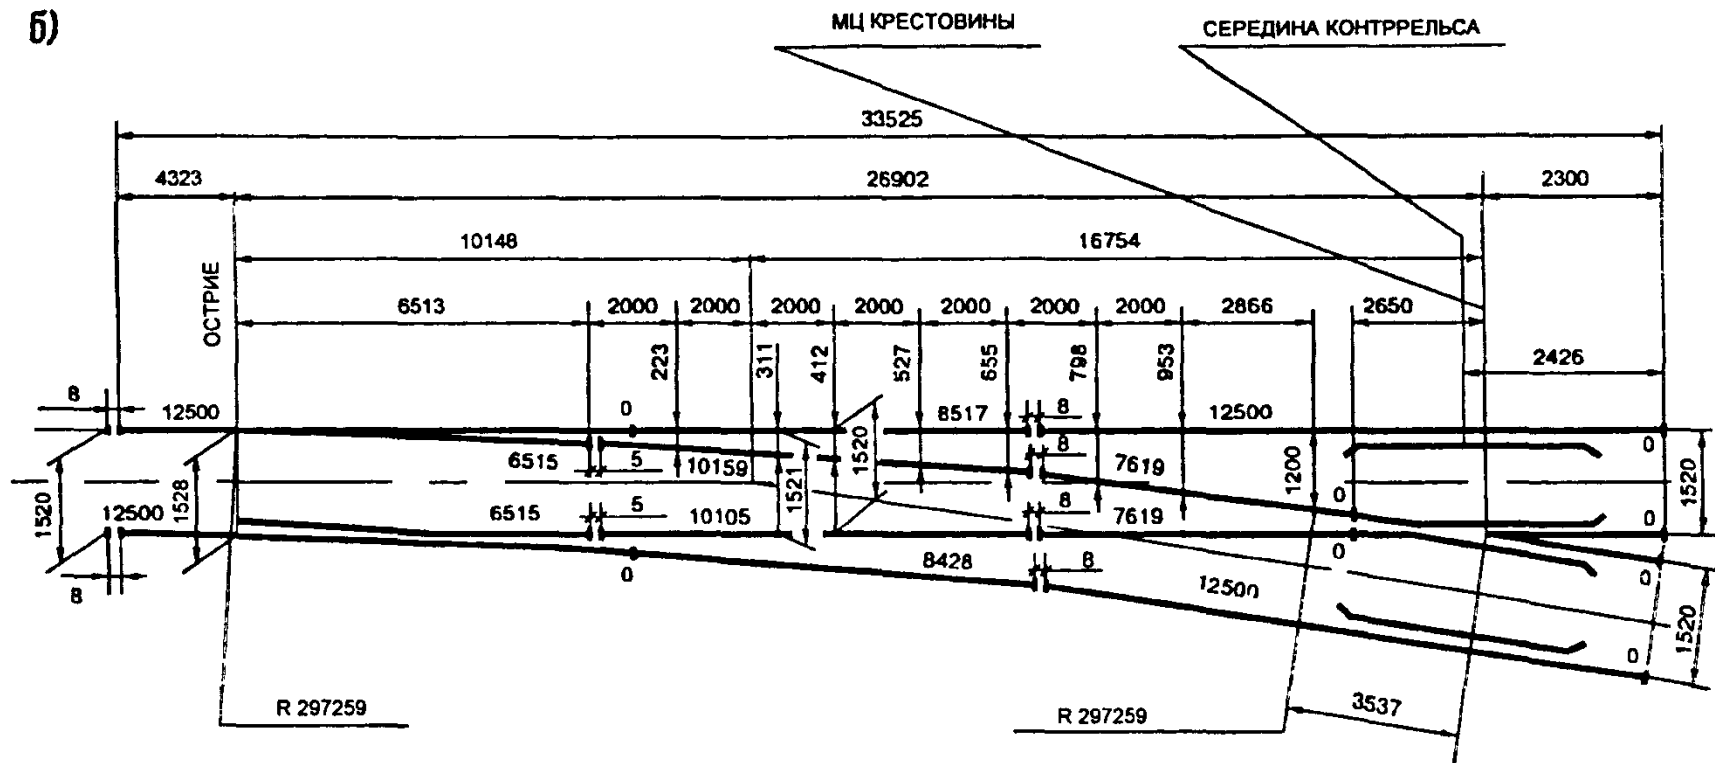 б)
МЦ КРЕСТОВИНЫ
СЕРЕДИНА КОНТРРЕЛЬСА
33525
4323 26902 2300
10148 16754
ОСТРИЕ
6513 2000 2000 2000 2000 2000 2000 2000 2866 2650
223 311 412 527 655 798 953
2426
8 12500 0 8517 8 12500
1520
0
6515 5 10159 1521 8 7619 1200
1520 1528 0 1520
12500 6515 5 10105 8 7619 0
0
8 0 8428 8 12500 0
1520
0
R 297259 R 297259 3537